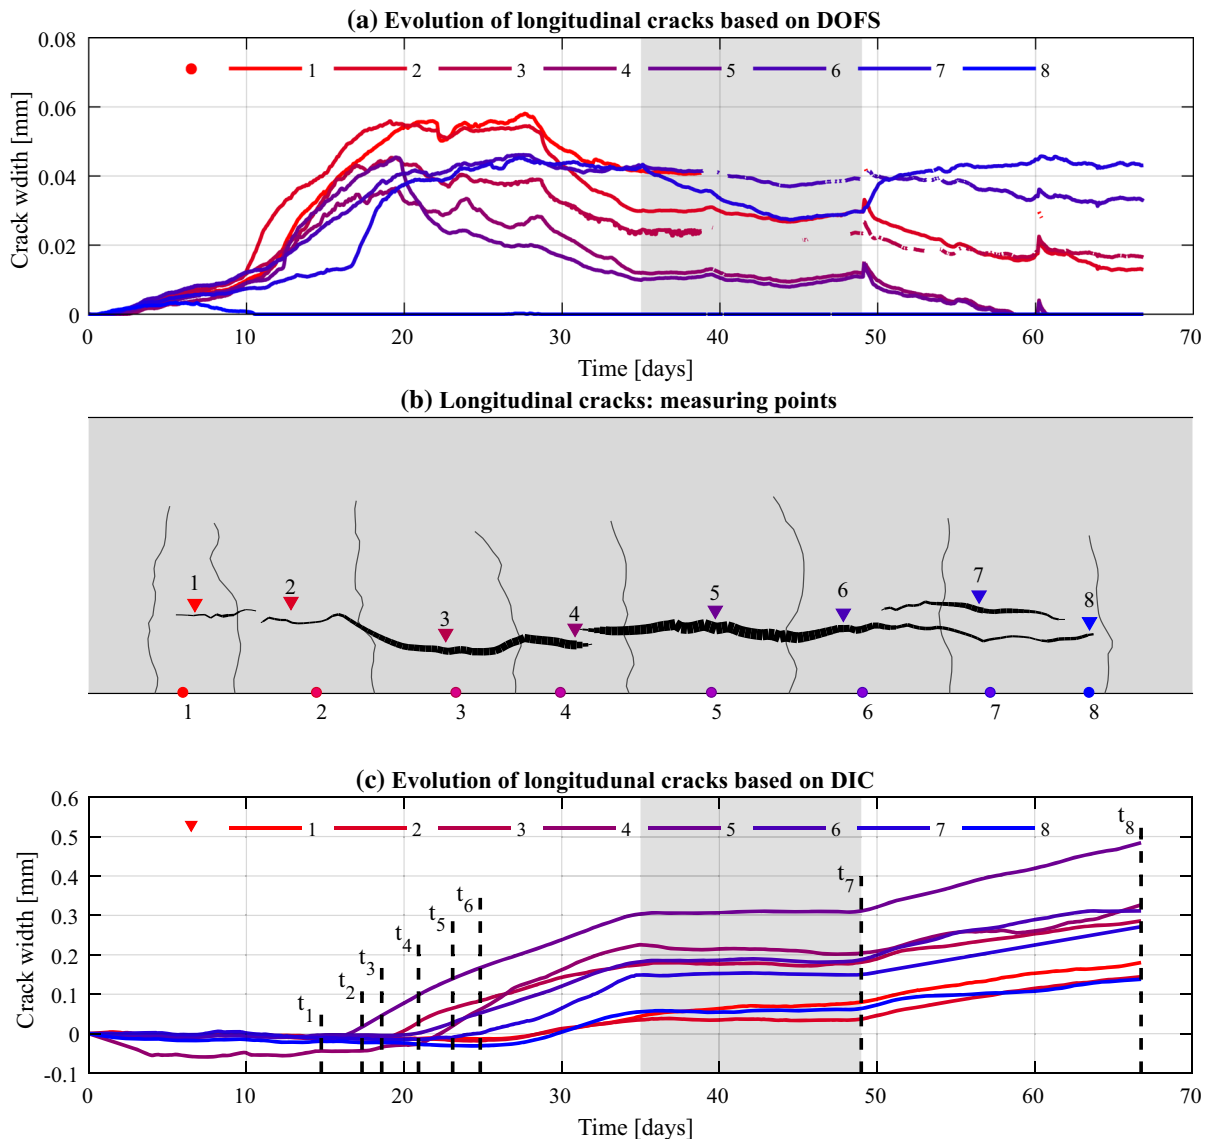 (a) Evolution of longitudinal cracks based on DOFS
0.08
0.06
0.04
0.02
0
Crack wdith [mm]
1 2 3 4 5 6 7 8
0 10 20 30 40 50 60 70
Time [days]
(b) Longitudinal cracks: measuring points
1 2 3 4 5 6 7 8
1 2 3 4 5 6 7 8
(c) Evolution of longitudunal cracks based on DIC
0.6
0.5
0.4
0.3
0.2
0.1
0
-0.1
Crack width [mm]
1 2 3 4 5 6 7 8
t1 t2 t3 t4 t5 t6 t7 t8
0 10 20 30 40 50 60 70
Time [days]